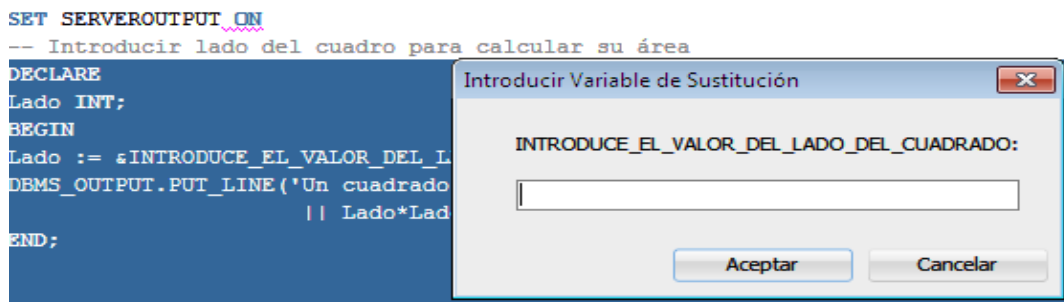 SET SERVEROUTPUT ON
-- Introducir lado del cuadro para calcular su área
DECLARE
Lado INT;
BEGIN
Lado := &INTRODUCE_EL_VALOR_DEL_L
DBMS_OUTPUT.PUT_LINE('Un cuadrado
|| Lado*Lad
END;
Introducir Variable de Sustitución
INTRODUCE_EL_VALOR_DEL_LADO_DEL_CUADRADO:
Aceptar Cancelar